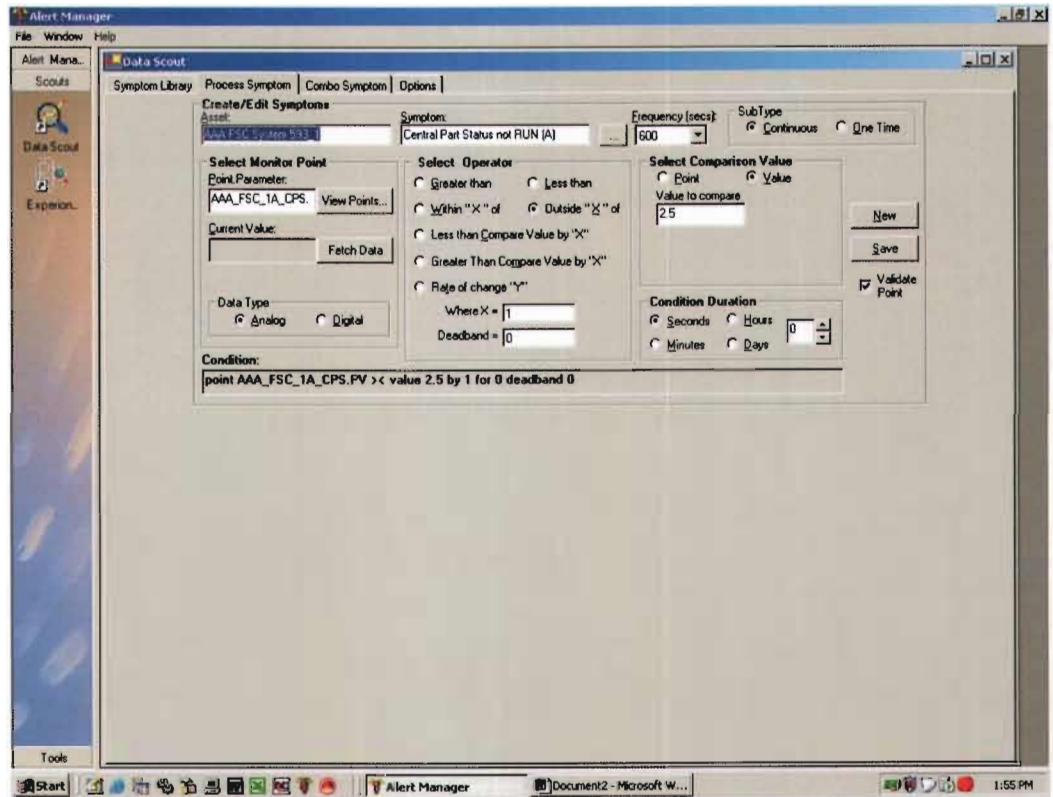 Alert Manager
File Window Help
Alert Mana...
Scouts
Data Scout
Experion..
Tools
Data Scout
Symptom Library Process Symptom Combo Symptom Options
Create/Edit Symptoms
Asset:
AAA FSC System 593_1
Symptom:
Central Part Status not RUN (A)
...
Frequency (secs):
600
SubType
Continuous One Time
Select Monitor Point
Point.Parameter:
AAA_FSC_1A_CPS. View Points...
Current Value:
Fetch Data
Data Type
Analog Digital
Select Operator
Greater than Less than
Within "X" of Outside "X" of
Less than Compare Value by "X"
Greater Than Compare Value by "X"
Rate of change "Y"
Where X = 1
Deadband = 0
Select Comparison Value
Point Value
Value to compare
2.5
Condition Duration
Seconds Hours 0
Minutes Days
New
Save
Validate
Point
Condition:
point AAA_FSC_1A_CPS.PV >< value 2.5 by 1 for 0 deadband 0
Start Alert Manager Document2 - Microsoft W... 1:55 PM